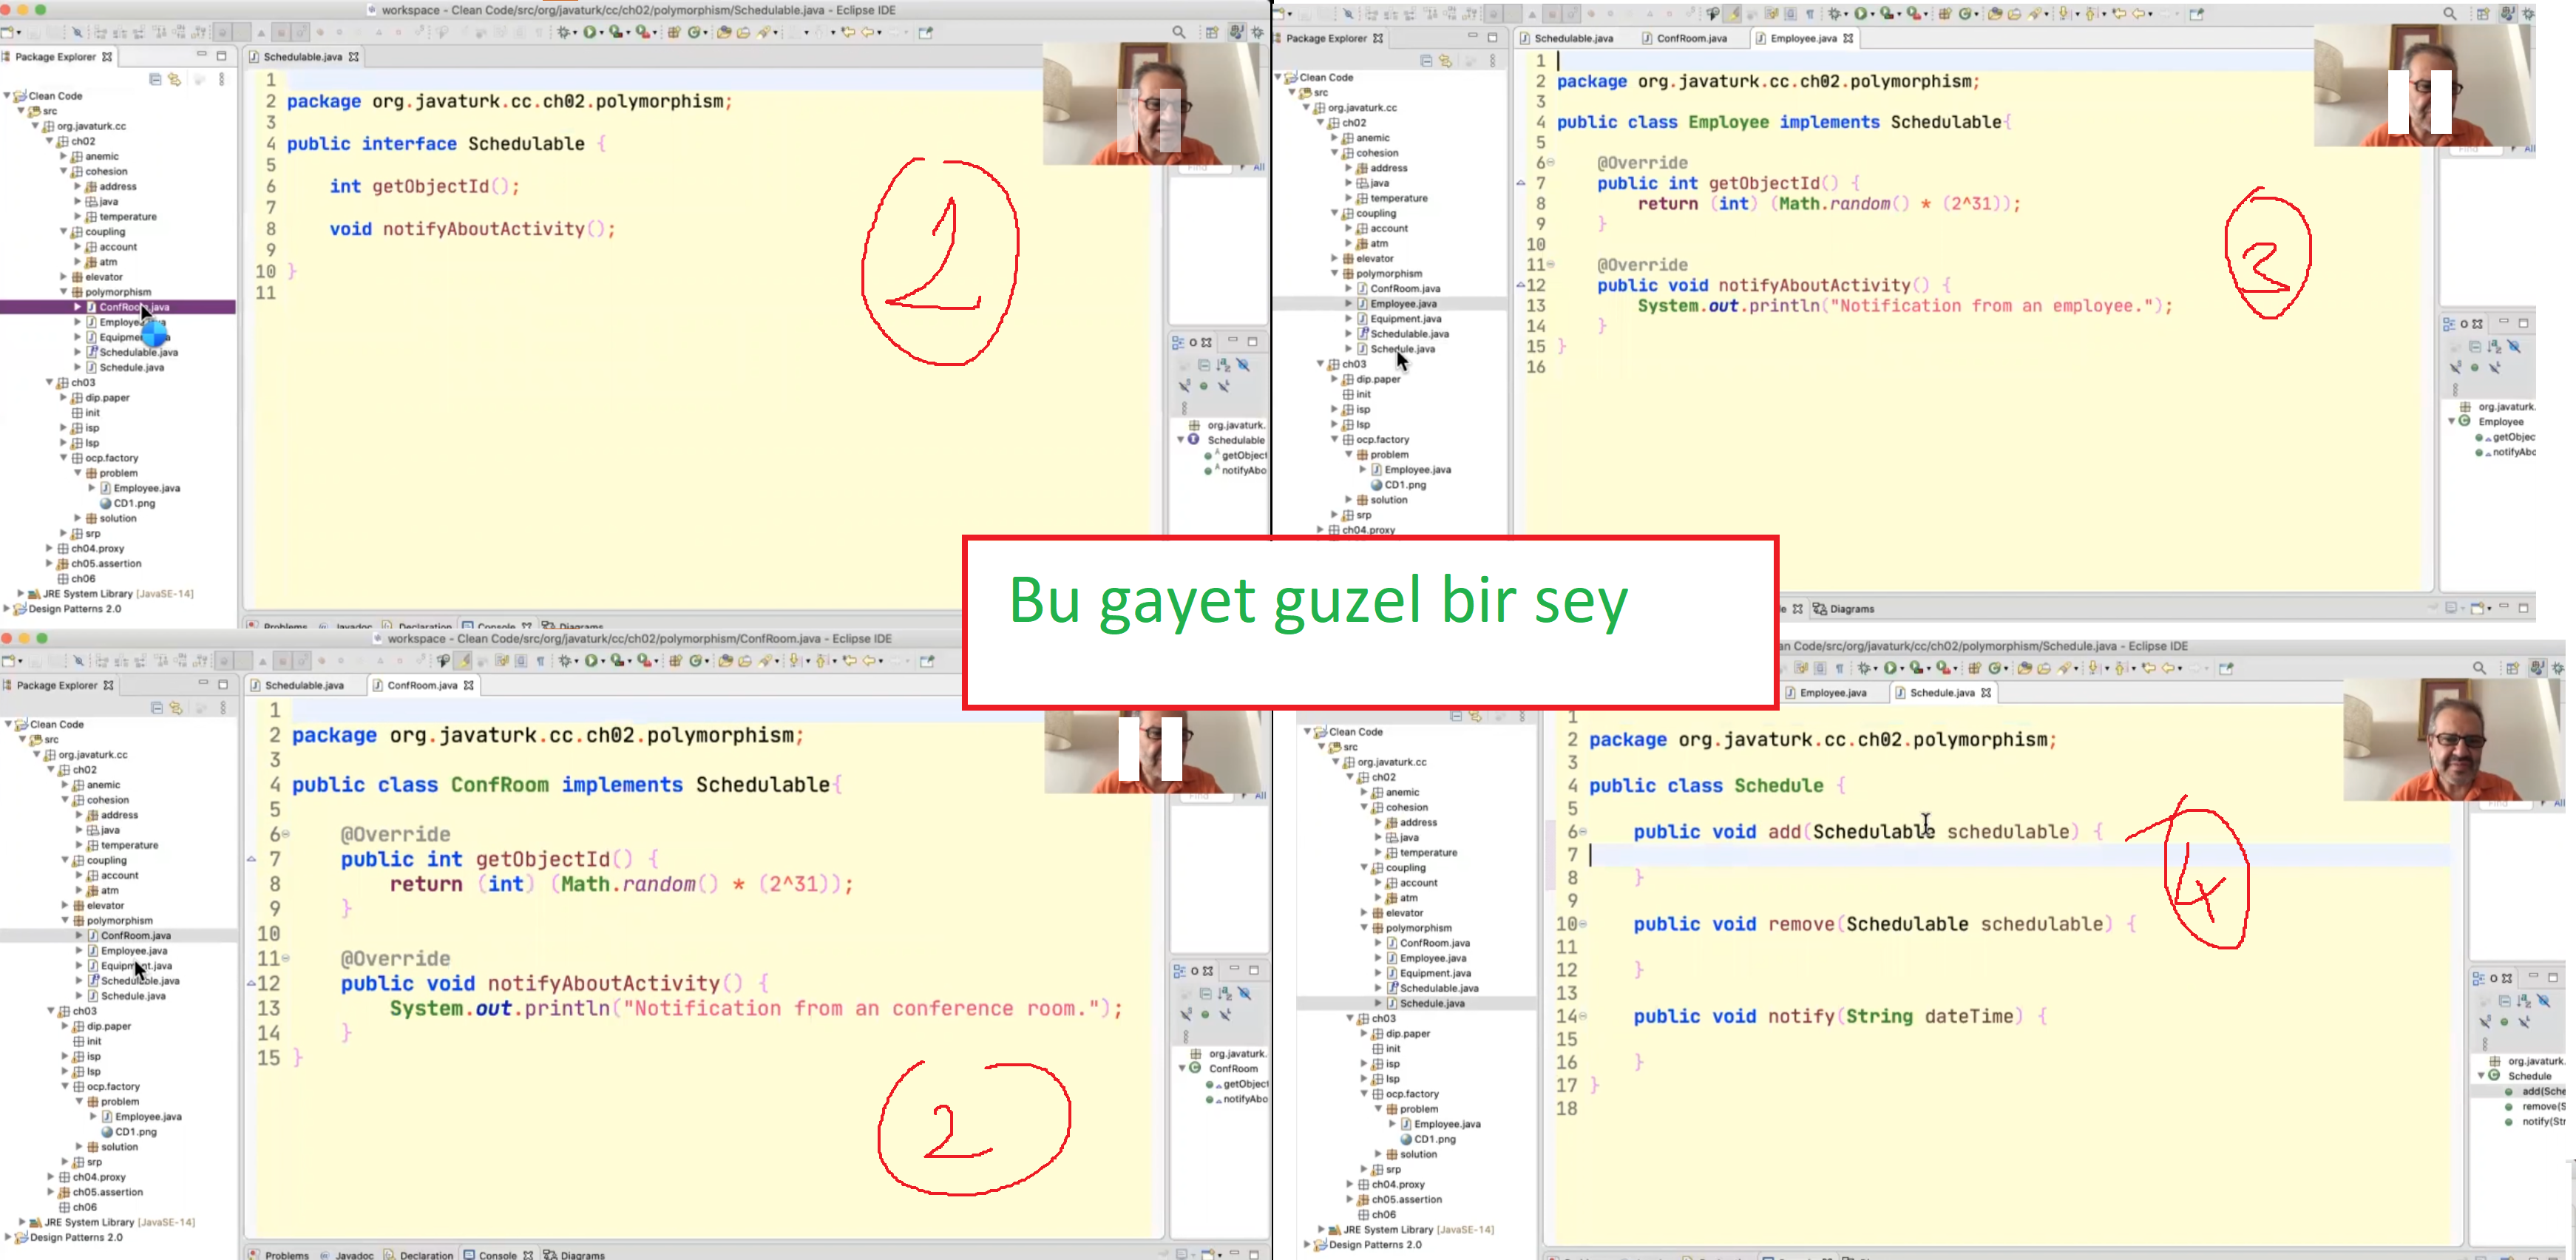 workspace - Clean Code/src/org/javaturk/cc/ch02/polymorphism/Schedulable.java - Eclipse IDE
Package Explorer
Schedulable.java
Clean Code
src
org.javaturk.cc
ch02
anemic
cohesion
address
java
temperature
coupling
account
atm
elevator
polymorphism
Schedulable.java
Schedule.java
ch03
dip.paper
init
isp
lsp
ocp.factory
problem
Employee.java
CD1.png
solution
srp
ch04.proxy
ch05.assertion
ch06
JRE System Library [JavaSE-14]
Design Patterns 2.0
1
2 package org.javaturk.cc.ch02.polymorphism;
3
4 public interface Schedulable {
5
6 int getObjectId();
7
8 void notifyAboutActivity();
9
10 }
11
1
org.javaturk.
Schedulable
getObject
notifyAbo
Package Explorer
Schedulable.java
ConfRoom.java
Employee.java
Clean Code
src
org.javaturk.cc
ch02
anemic
cohesion
address
java
temperature
coupling
account
atm
elevator
polymorphism
ConfRoom.java
Employee.java
Equipment.java
Schedulable.java
Schedule.java
ch03
dip.paper
init
isp
lsp
ocp.factory
problem
Employee.java
CD1.png
solution
srp
ch04.proxy
1
2 package org.javaturk.cc.ch02.polymorphism;
3
4 public class Employee implements Schedulable{
5
6 @Override
7 public int getObjectId() {
8 return (int) (Math.random() * (2^31));
9 }
10
11 @Override
12 public void notifyAboutActivity() {
13 System.out.println("Notification from an employee.");
14 }
15 }
16
3
org.javaturk.
Employee
getObjec
notifyAbo
Diagrams
Bu gayet guzel bir sey
workspace - Clean Code/src/org/javaturk/cc/ch02/polymorphism/ConfRoom.java - Eclipse IDE
Package Explorer
Schedulable.java
ConfRoom.java
Clean Code
src
org.javaturk.cc
ch02
anemic
cohesion
address
java
temperature
coupling
account
atm
elevator
polymorphism
ConfRoom.java
Employee.java
Equipment.java
Schedulable.java
Schedule.java
ch03
dip.paper
init
isp
lsp
ocp.factory
problem
Employee.java
CD1.png
solution
srp
ch04.proxy
ch05.assertion
ch06
JRE System Library [JavaSE-14]
Design Patterns 2.0
1
2 package org.javaturk.cc.ch02.polymorphism;
3
4 public class ConfRoom implements Schedulable{
5
6 @Override
7 public int getObjectId() {
8 return (int) (Math.random() * (2^31));
9 }
10
11 @Override
12 public void notifyAboutActivity() {
13 System.out.println("Notification from an conference room.");
14 }
15 }
2
org.javaturk.
ConfRoom
getObject
notifyAbo
Problems Javadoc Declaration Console Diagrams
an Code/src/org/javaturk/cc/ch02/polymorphism/Schedule.java - Eclipse IDE
Employee.java
Schedule.java
Clean Code
src
org.javaturk.cc
ch02
anemic
cohesion
address
java
temperature
coupling
account
atm
elevator
polymorphism
ConfRoom.java
Employee.java
Equipment.java
Schedulable.java
Schedule.java
ch03
dip.paper
init
isp
lsp
ocp.factory
problem
Employee.java
CD1.png
solution
srp
ch04.proxy
ch05.assertion
ch06
JRE System Library [JavaSE-14]
Design Patterns 2.0
1
2 package org.javaturk.cc.ch02.polymorphism;
3
4 public class Schedule {
5
6 public void add(Schedulable schedulable) {
7
8 }
9
10 public void remove(Schedulable schedulable) {
11
12 }
13
14 public void notify(String dateTime) {
15
16 }
17 }
18
4
org.javaturk.
Schedule
add(Sche
remove(S
notify(Str